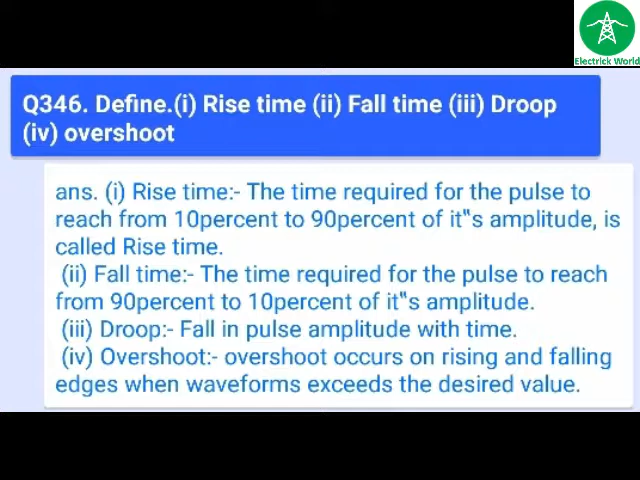 Electrick World
Q346. Define.(i) Rise time (ii) Fall time (iii) Droop
(iv) overshoot
ans. (i) Rise time:- The time required for the pulse to
reach from 10percent to 90percent of it‟s amplitude, is
called Rise time.
(ii) Fall time:- The time required for the pulse to reach
from 90percent to 10percent of it‟s amplitude.
(iii) Droop:- Fall in pulse amplitude with time.
(iv) Overshoot:- overshoot occurs on rising and falling
edges when waveforms exceeds the desired value.